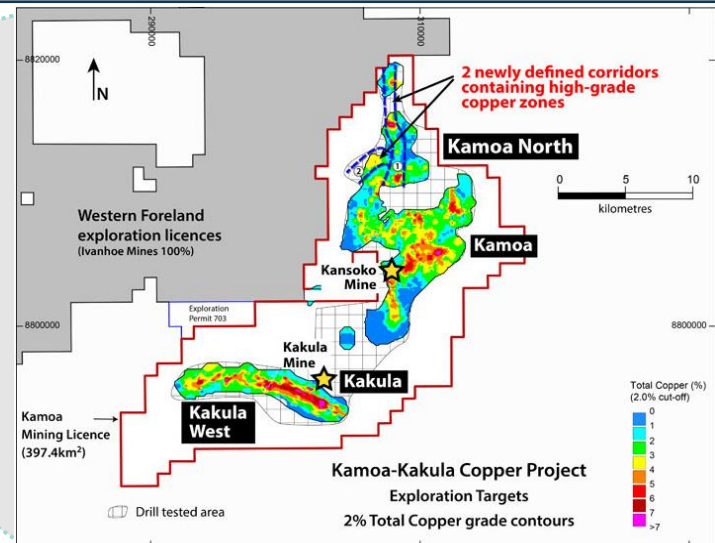 290000
310000
8820000
N
2 newly defined corridors
containing high-grade
copper zones
Kamoa North
1
2
0 5 10
kilometres
Western Foreland
exploration licences
(Ivanhoe Mines 100%)
Kamoa
Kansoko
Mine
Exploration
Permit 703
8800000
8800000
Kakula
Mine
Kakula
Kakula
West
Kamoa
Mining Licence
(397.4km²)
Total Copper (%)
(2.0% cut-off)
0
1
2
3
4
5
6
7
>7
Kamoa-Kakula Copper Project
Exploration Targets
2% Total Copper grade contours
Drill tested area